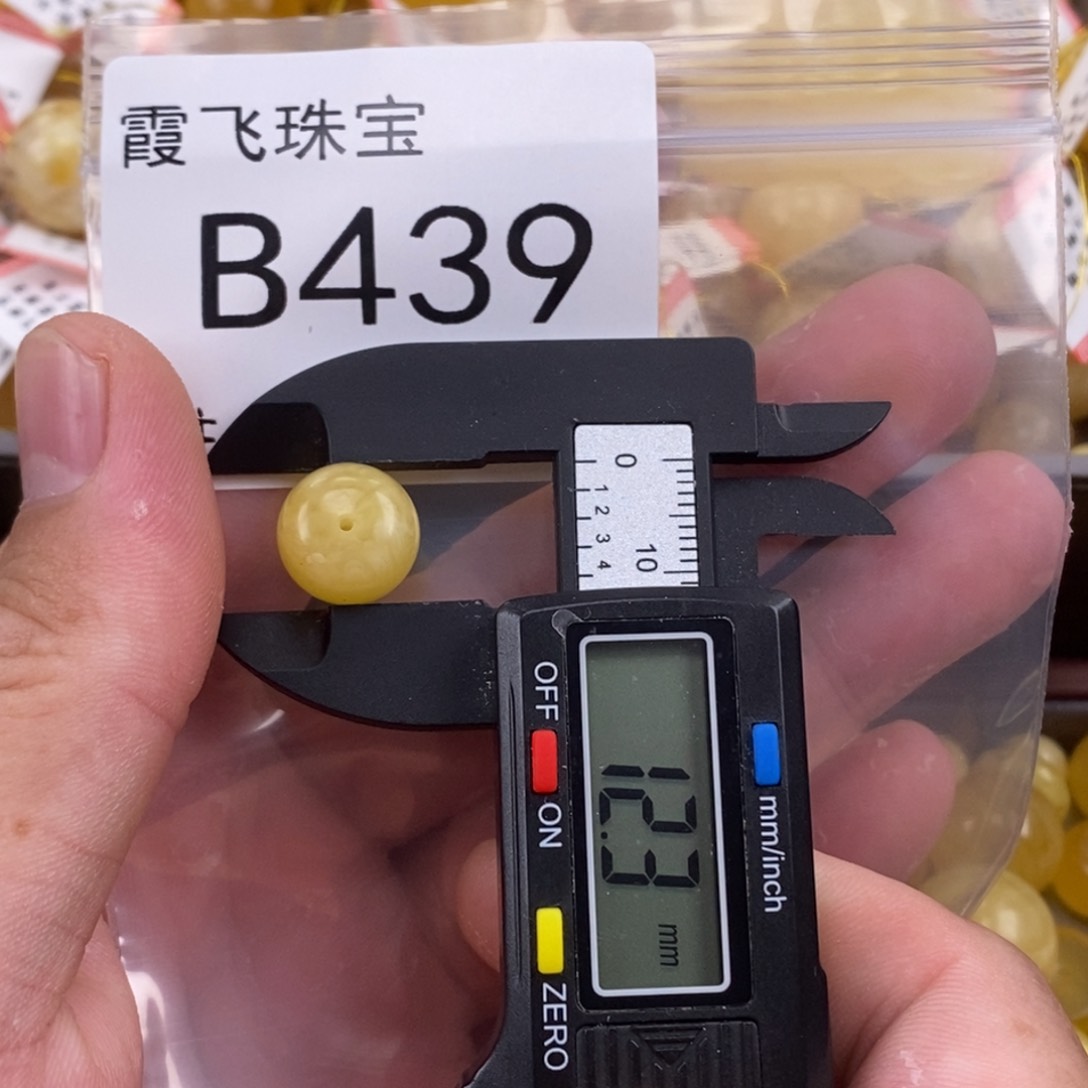 霞飞珠宝
B439
0
1 2 3 4
10
OFF
ON
12.3
mm
mm/inch
ZERO